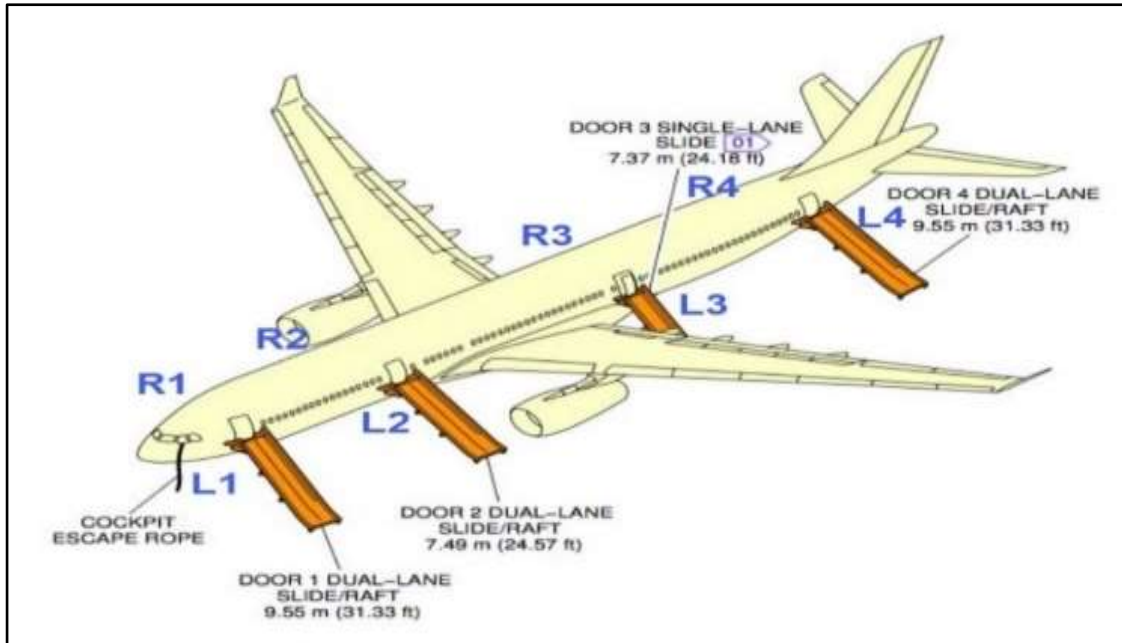 DOOR 3 SINGLE-LANE
SLIDE 01
7.37 m (24.18 ft)
R4
DOOR 4 DUAL-LANE
SLIDE/RAFT
9.55 m (31.33 ft)
L4
R3
L3
R2
R1
L2
L1
COCKPIT
ESCAPE ROPE
DOOR 2 DUAL-LANE
SLIDE/RAFT
7.49 m (24.57 ft)
DOOR 1 DUAL-LANE
SLIDE/RAFT
9.55 m (31.33 ft)